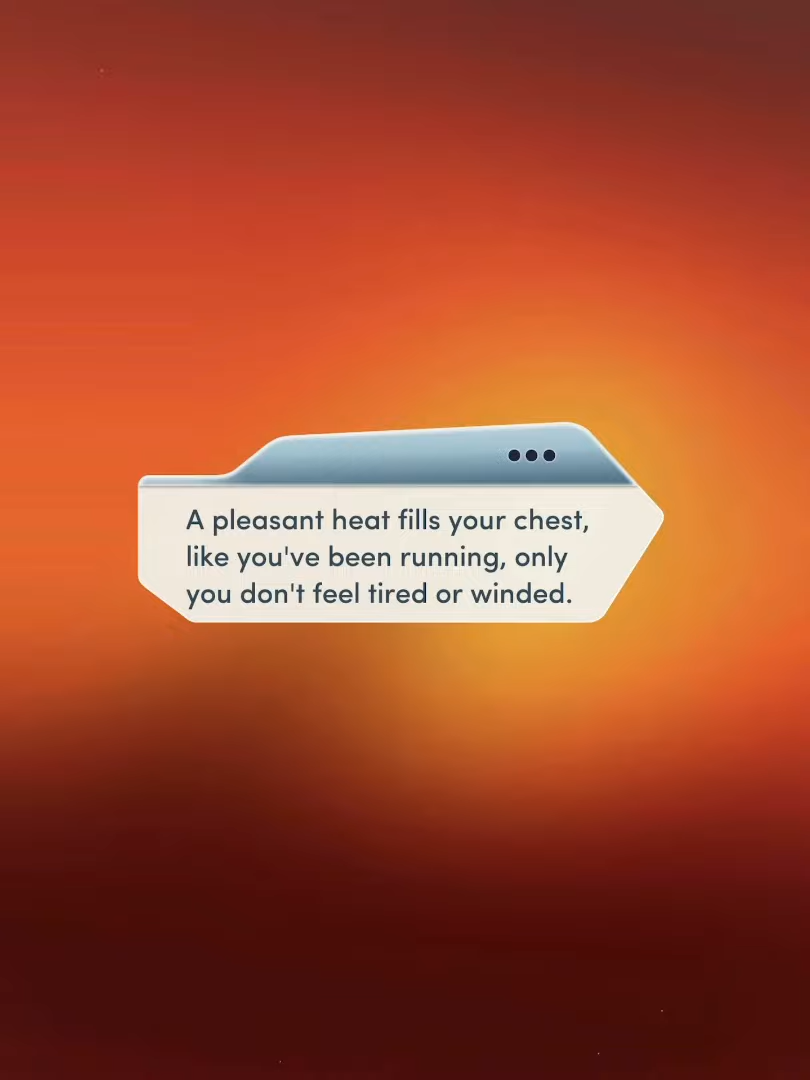 A pleasant heat fills your chest,
like you've been running, only
you don't feel tired or winded.